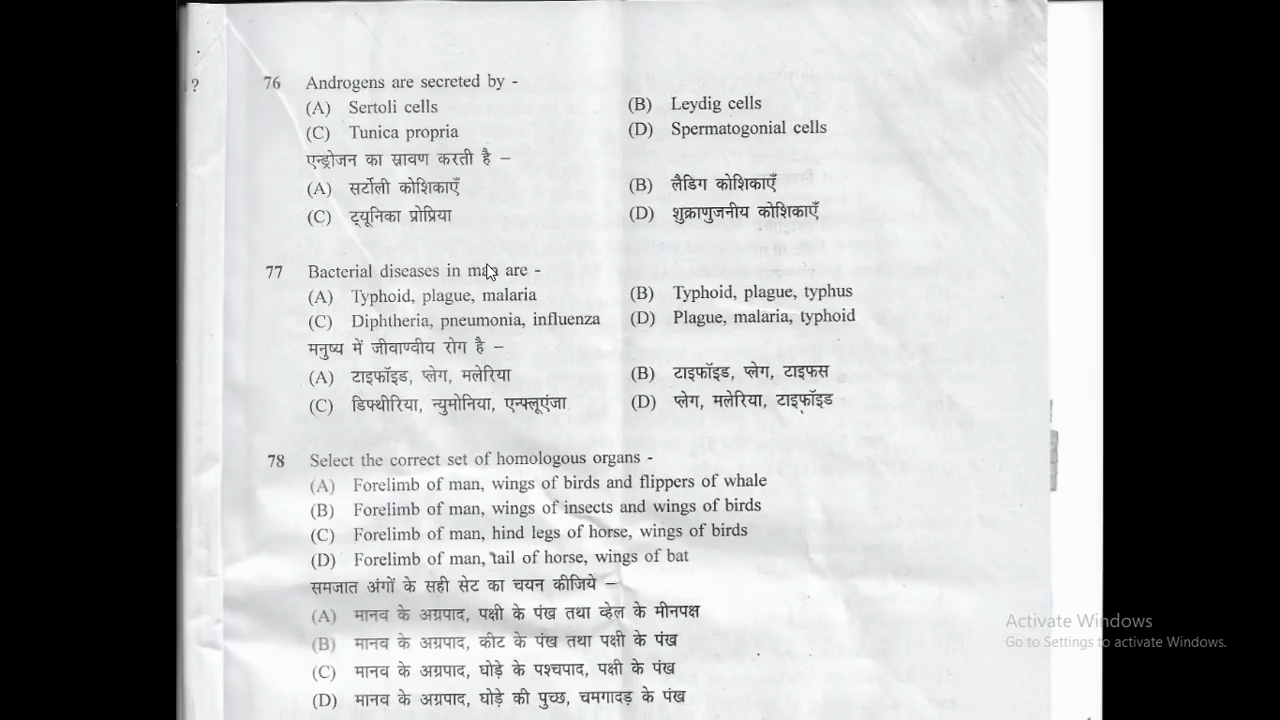 ?
76 Androgens are secreted by -
(A) Sertoli cells (B) Leydig cells
(C) Tunica propria (D) Spermatogonial cells
एन्ड्रोजन का स्रावण करती है –
(A) सर्टोली कोशिकाएँ (B) लैडिग कोशिकाएँ
(C) ट्यूनिका प्रोप्रिया (D) शुक्राणुजनीय कोशिकाएँ
77 Bacterial diseases in man are -
(A) Typhoid, plague, malaria (B) Typhoid, plague, typhus
(C) Diphtheria, pneumonia, influenza (D) Plague, malaria, typhoid
मनुष्य में जीवाण्वीय रोग है –
(A) टाइफॉइड, प्लेग, मलेरिया (B) टाइफॉइड, प्लेग, टाइफस
(C) डिफ्थीरिया, न्युमोनिया, एन्फ्लूएंजा (D) प्लेग, मलेरिया, टाइफॉइड
78 Select the correct set of homologous organs -
(A) Forelimb of man, wings of birds and flippers of whale
(B) Forelimb of man, wings of insects and wings of birds
(C) Forelimb of man, hind legs of horse, wings of birds
(D) Forelimb of man, tail of horse, wings of bat
समजात अंगों के सही सेट का चयन कीजिये –
(A) मानव के अग्रपाद, पक्षी के पंख तथा व्हेल के मीनपक्ष
(B) मानव के अग्रपाद, कीट के पंख तथा पक्षी के पंख
(C) मानव के अग्रपाद, घोड़े के पश्चपाद, पक्षी के पंख
(D) मानव के अग्रपाद, घोड़े की पुच्छ, चमगादड़ के पंख
Activate Windows
Go to Settings to activate Windows.